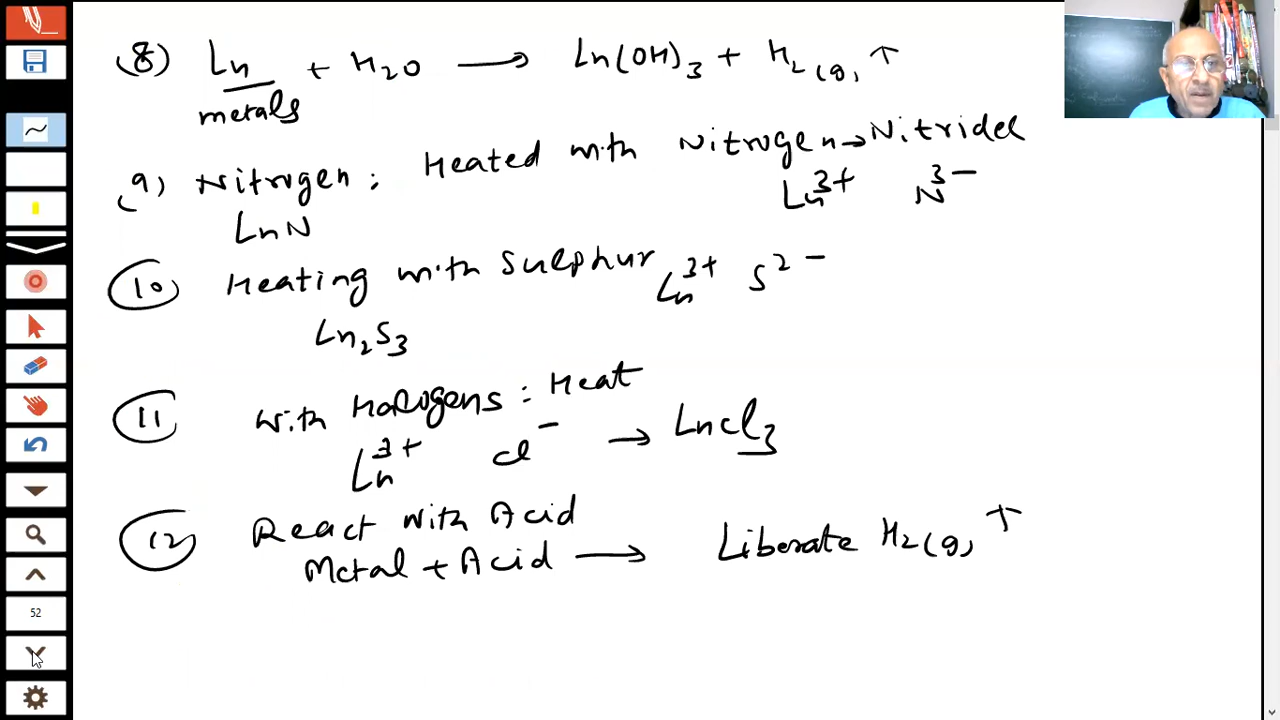 (8) Ln + H2O → Ln(OH)3 + H2(g) ↑
metals
(9) Nitrogen : Heated with Nitrogen → Nitrides
Ln3+ N3-
LnN
(10) Heating with Sulphur Ln3+ S2-
Ln2S3
(11) With Halogens : Heat
Ln3+ Cl- → LnCl3
(12) React with Acid
Metal + Acid → Liberate H2(g) ↑
52